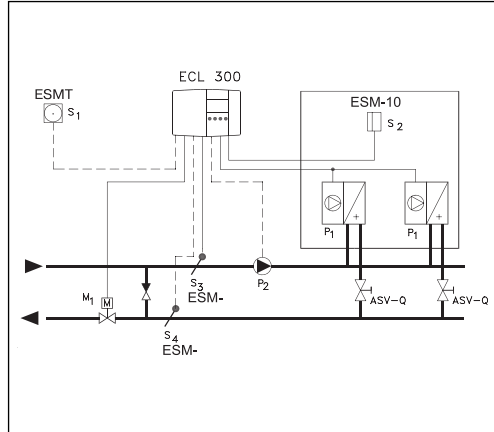 ECL 300
ESMT
S1
ESM-10
S2
P1
P1
+
+
S3
ESM-
P2
M1
M
ASV-Q
ASV-Q
S4
ESM-